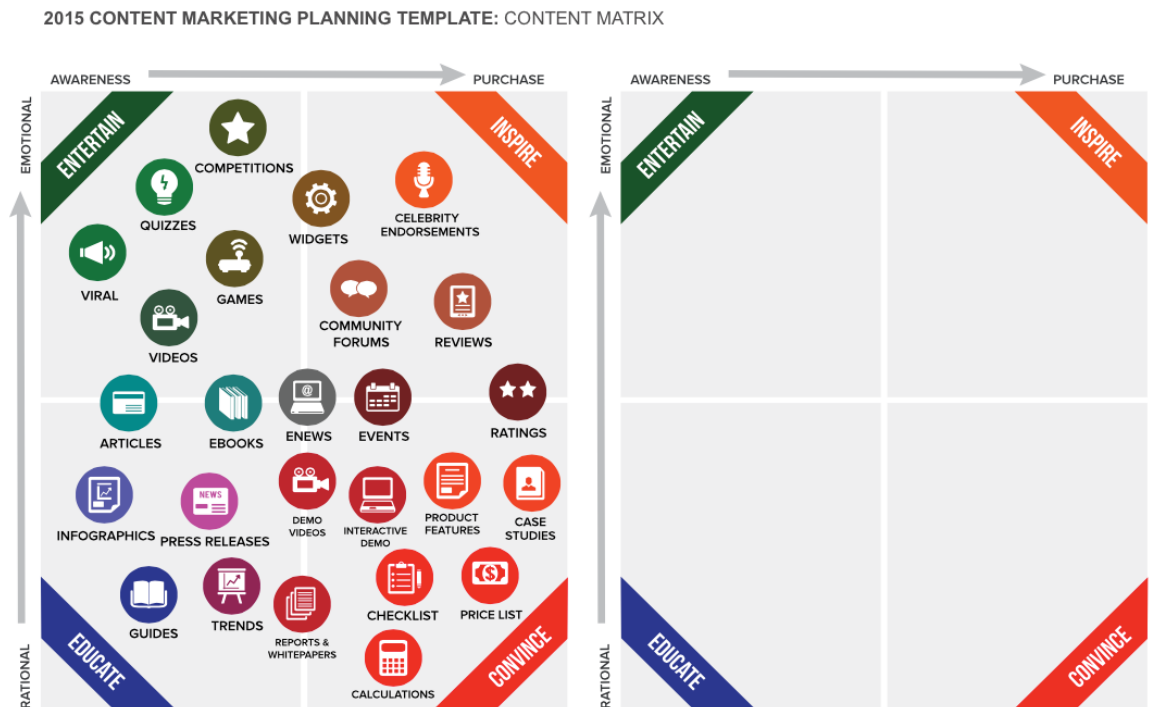 2015 CONTENT MARKETING PLANNING TEMPLATE: CONTENT MATRIX
AWARENESS
PURCHASE
EMOTIONAL
RATIONAL
ENTERTAIN
INSPIRE
COMPETITIONS
QUIZZES
WIDGETS
CELEBRITY
ENDORSEMENTS
VIRAL
GAMES
VIDEOS
COMMUNITY
FORUMS
REVIEWS
ARTICLES
EBOOKS
@
ENEWS
EVENTS
RATINGS
INFOGRAPHICS
NEWS
PRESS RELEASES
DEMO
VIDEOS
INTERACTIVE
DEMO
PRODUCT
FEATURES
CASE
STUDIES
GUIDES
TRENDS
REPORTS &
WHITEPAPERS
CHECKLIST
$
PRICE LIST
CALCULATIONS
EDUCATE
CONVINCE
AWARENESS
PURCHASE
EMOTIONAL
RATIONAL
ENTERTAIN
INSPIRE
EDUCATE
CONVINCE